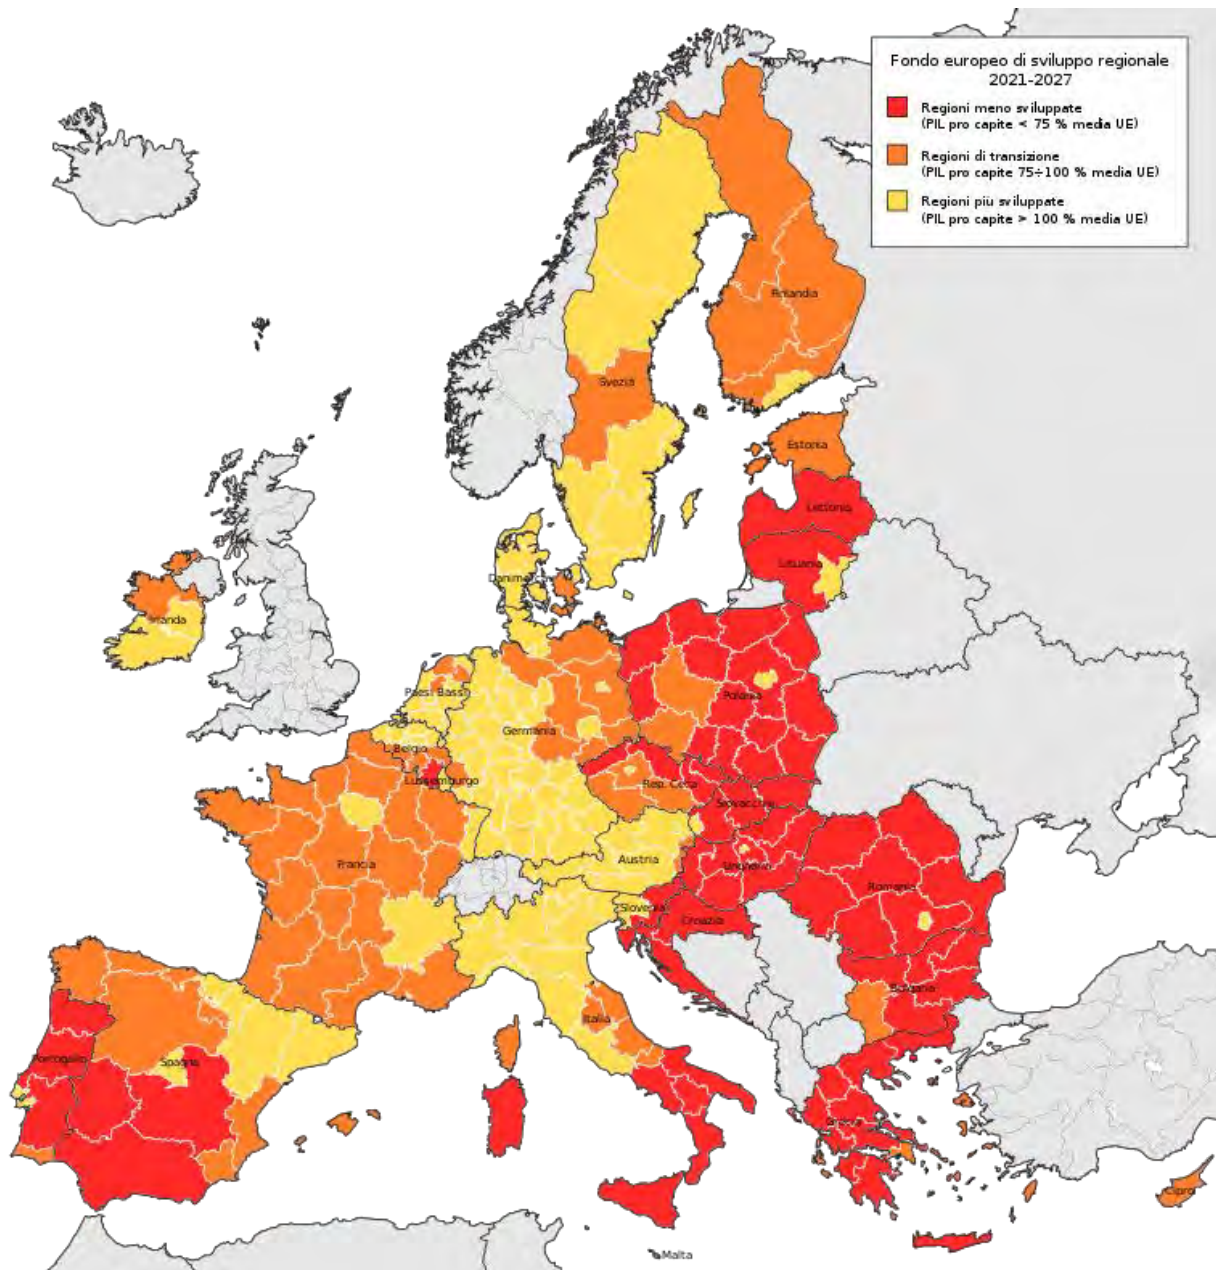 Fondo europeo di sviluppo regionale
2021-2027
Regioni meno sviluppate
(PIL pro capite < 75 % media UE)
Regioni di transizione
(PIL pro capite 75÷100 % media UE)
Regioni più sviluppate
(PIL pro capite > 100 % media UE)
Finlandia
Svezia
Estonia
Lettonia
Lituania
Danimarca
Irlanda
Paesi Bassi
Polonia
Germania
Belgio
Lussemburgo
Rep. Ceca
Slovacchia
Francia
Austria
Ungheria
Romania
Slovenia
Croazia
Bulgaria
Italia
Portogallo
Spagna
Grecia
Cipro
Malta